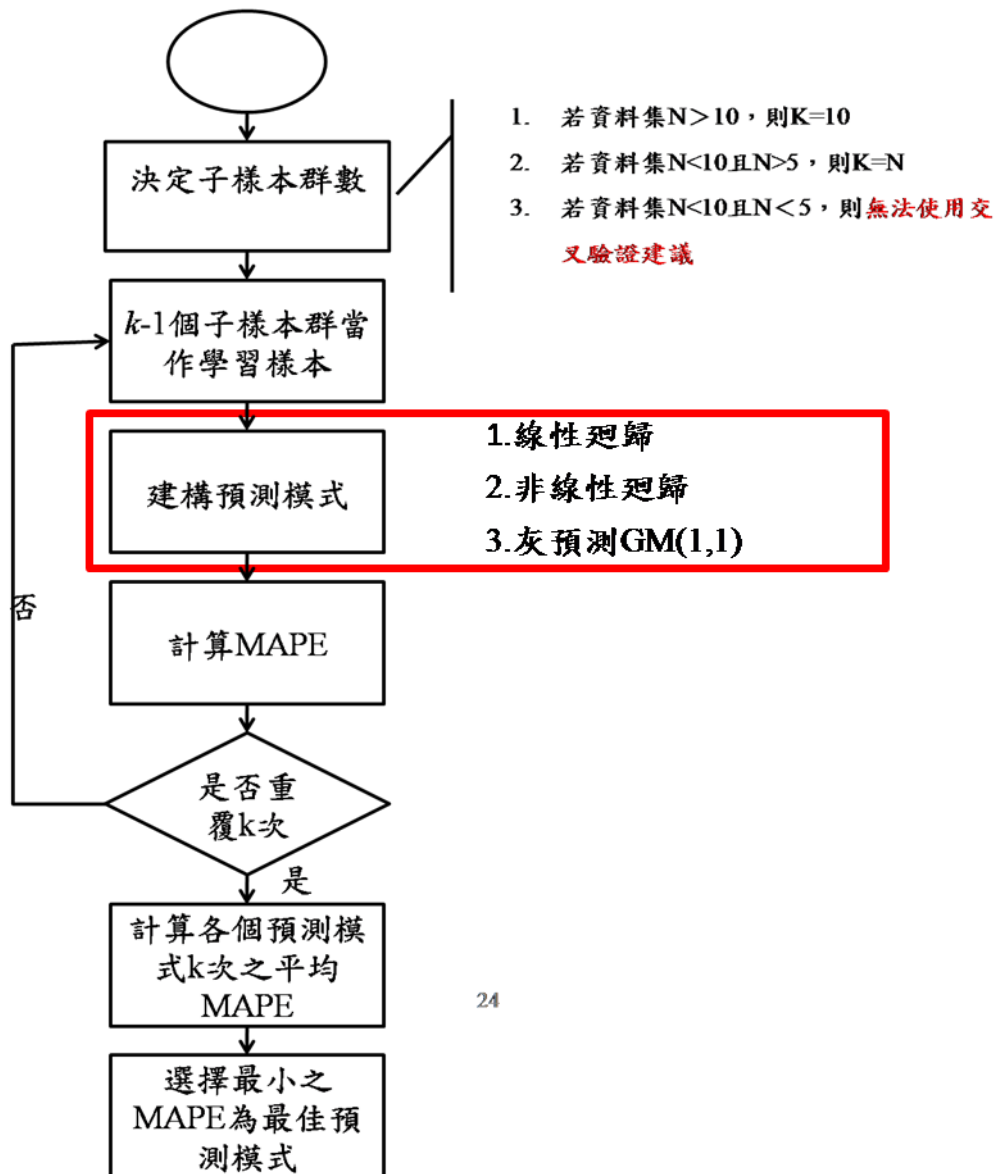 決定子樣本群數
1. 若資料集N＞10，則K=10
2. 若資料集N<10且N>5，則K=N
3. 若資料集N<10且N＜5，則無法使用交
叉驗證建議
k-1個子樣本群當
作學習樣本
建構預測模式
1.線性迴歸
2.非線性迴歸
3.灰預測GM(1,1)
否
計算MAPE
是否重
覆k次
是
計算各個預測模
式k次之平均
MAPE
24
選擇最小之
MAPE為最佳預
測模式